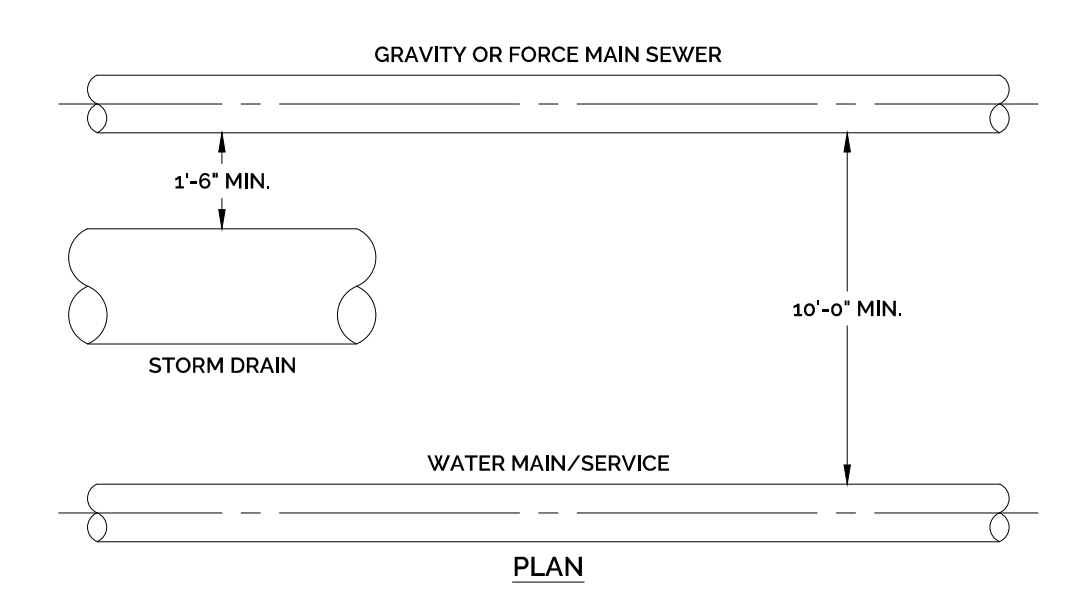 GRAVITY OR FORCE MAIN SEWER
1'-6" MIN.
10'-0" MIN.
STORM DRAIN
WATER MAIN/SERVICE
PLAN